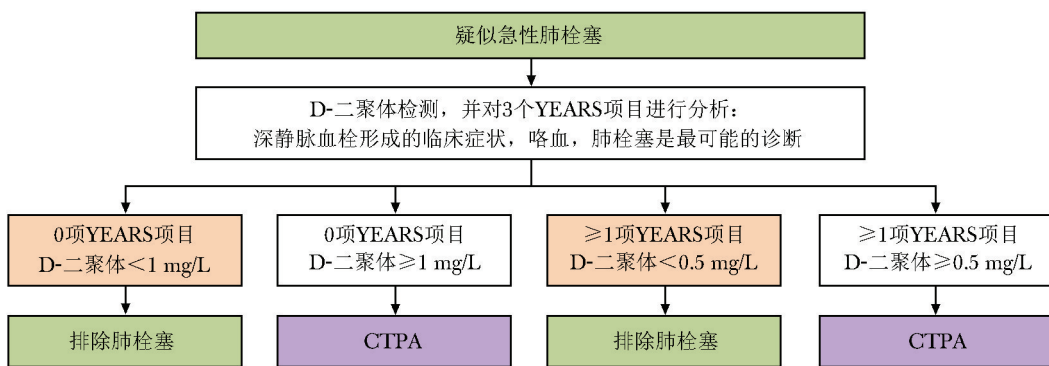 疑似急性肺栓塞
D-二聚体检测，并对3个YEARS项目进行分析：
深静脉血栓形成的临床症状，咯血，肺栓塞是最可能的诊断
0项YEARS项目
D-二聚体＜1 mg/L
0项YEARS项目
D-二聚体≥1 mg/L
≥1项YEARS项目
D-二聚体＜0.5 mg/L
≥1项YEARS项目
D-二聚体≥0.5 mg/L
排除肺栓塞
CTPA
排除肺栓塞
CTPA